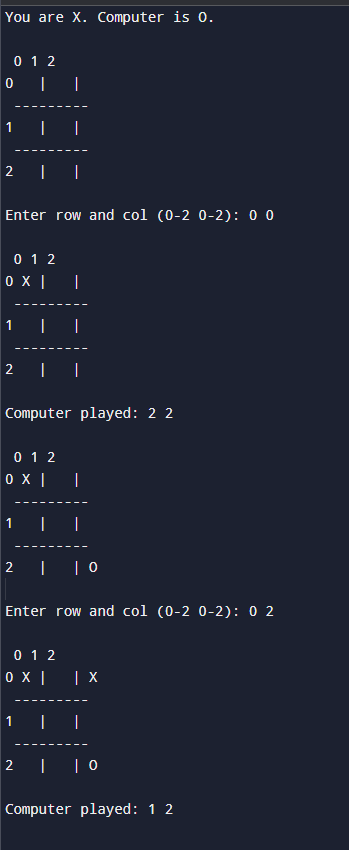 You are X. Computer is O.
 0 1 2
0   |   |
 ---------
1   |   |
 ---------
2   |   |
Enter row and col (0-2 0-2): 0 0
 0 1 2
0 X |   |
 ---------
1   |   |
 ---------
2   |   |
Computer played: 2 2
 0 1 2
0 X |   |
 ---------
1   |   |
 ---------
2   |   | O
Enter row and col (0-2 0-2): 0 2
 0 1 2
0 X |   | X
 ---------
1   |   |
 ---------
2   |   | O
Computer played: 1 2